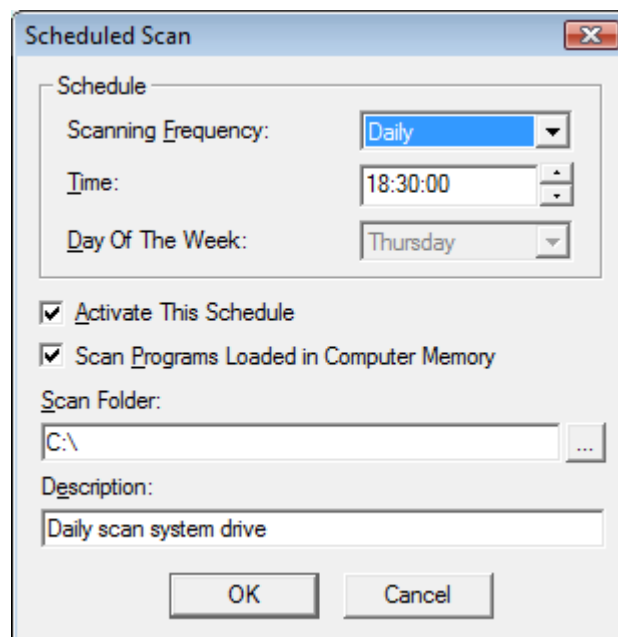 Scheduled Scan
Schedule
Scanning Frequency: Daily
Time: 18:30:00
Day Of The Week: Thursday
Activate This Schedule
Scan Programs Loaded in Computer Memory
Scan Folder:
C:\
...
Description:
Daily scan system drive
OK Cancel